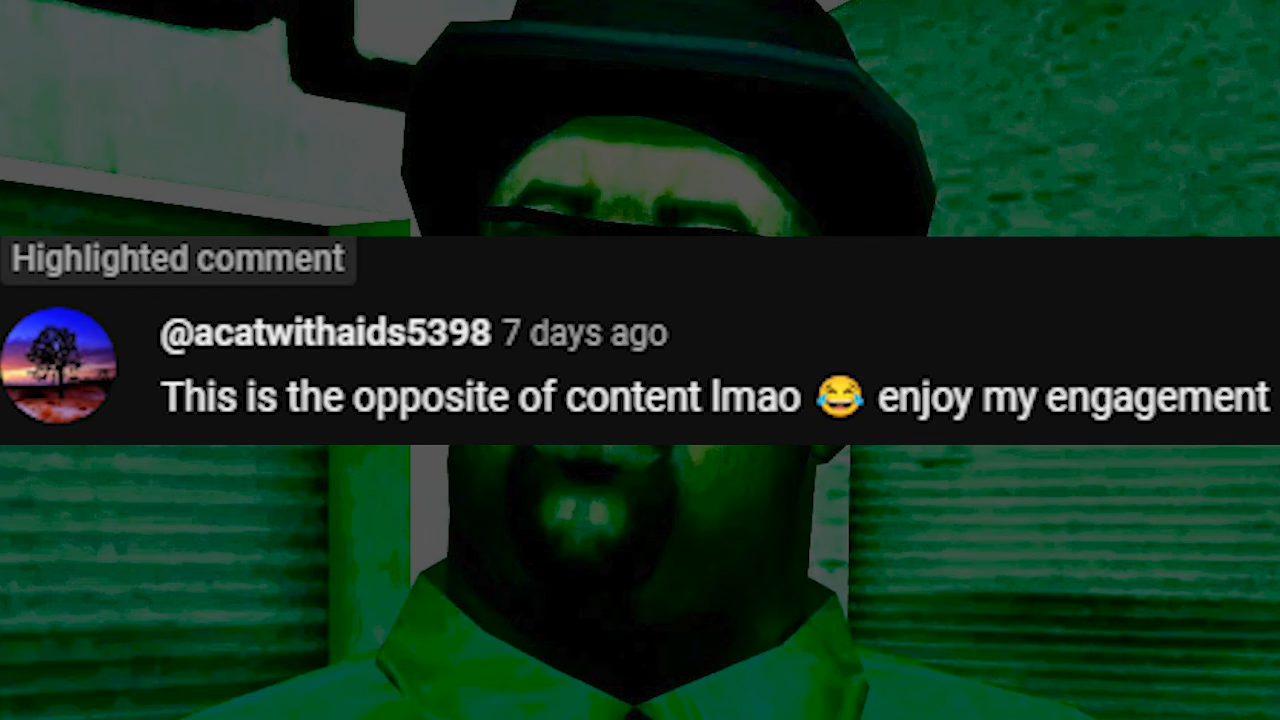 Highlighted comment
@acatwithaids5398 7 days ago
This is the opposite of content lmao 😂 enjoy my engagement